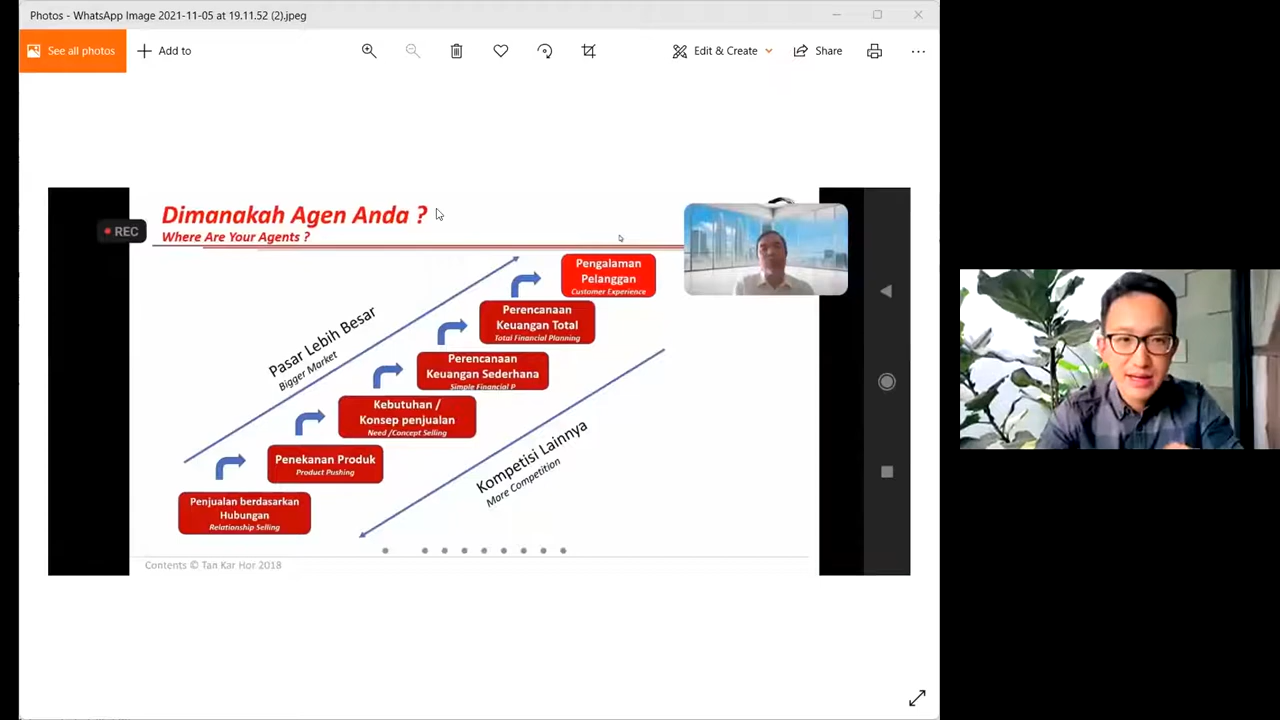 Photos - WhatsApp Image 2021-11-05 at 19.11.52 (2).jpeg
See all photos
Add to
Edit & Create
Share
Dimanakah Agen Anda ?
REC
Where Are Your Agents ?
Pengalaman
Pelanggan
Customer Experience
Perencanaan
Keuangan Total
Total Financial Planning
Pasar Lebih Besar
Bigger Market
Perencanaan
Keuangan Sederhana
Simple Financial P
Kebutuhan /
Konsep penjualan
Need /Concept Selling
Kompetisi Lainnya
More Competition
Penekanan Produk
Product Pushing
Penjualan berdasarkan
Hubungan
Relationship Selling
Contents © Tan Kar Hor 2018